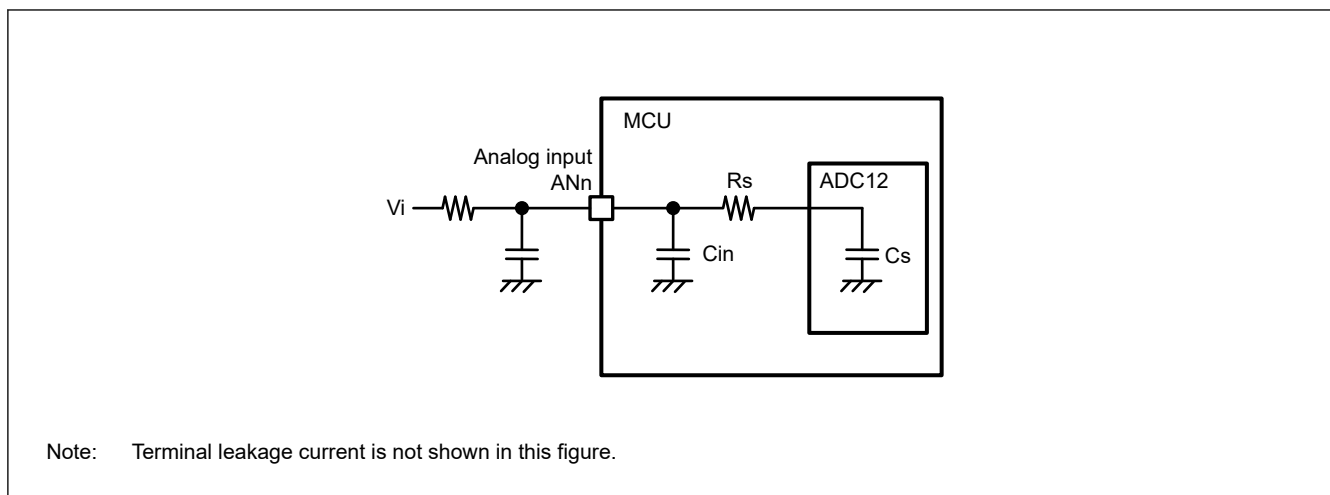 MCU
Analog input
ANn
Rs
ADC12
Vi
Cin
Cs
Note: Terminal leakage current is not shown in this figure.